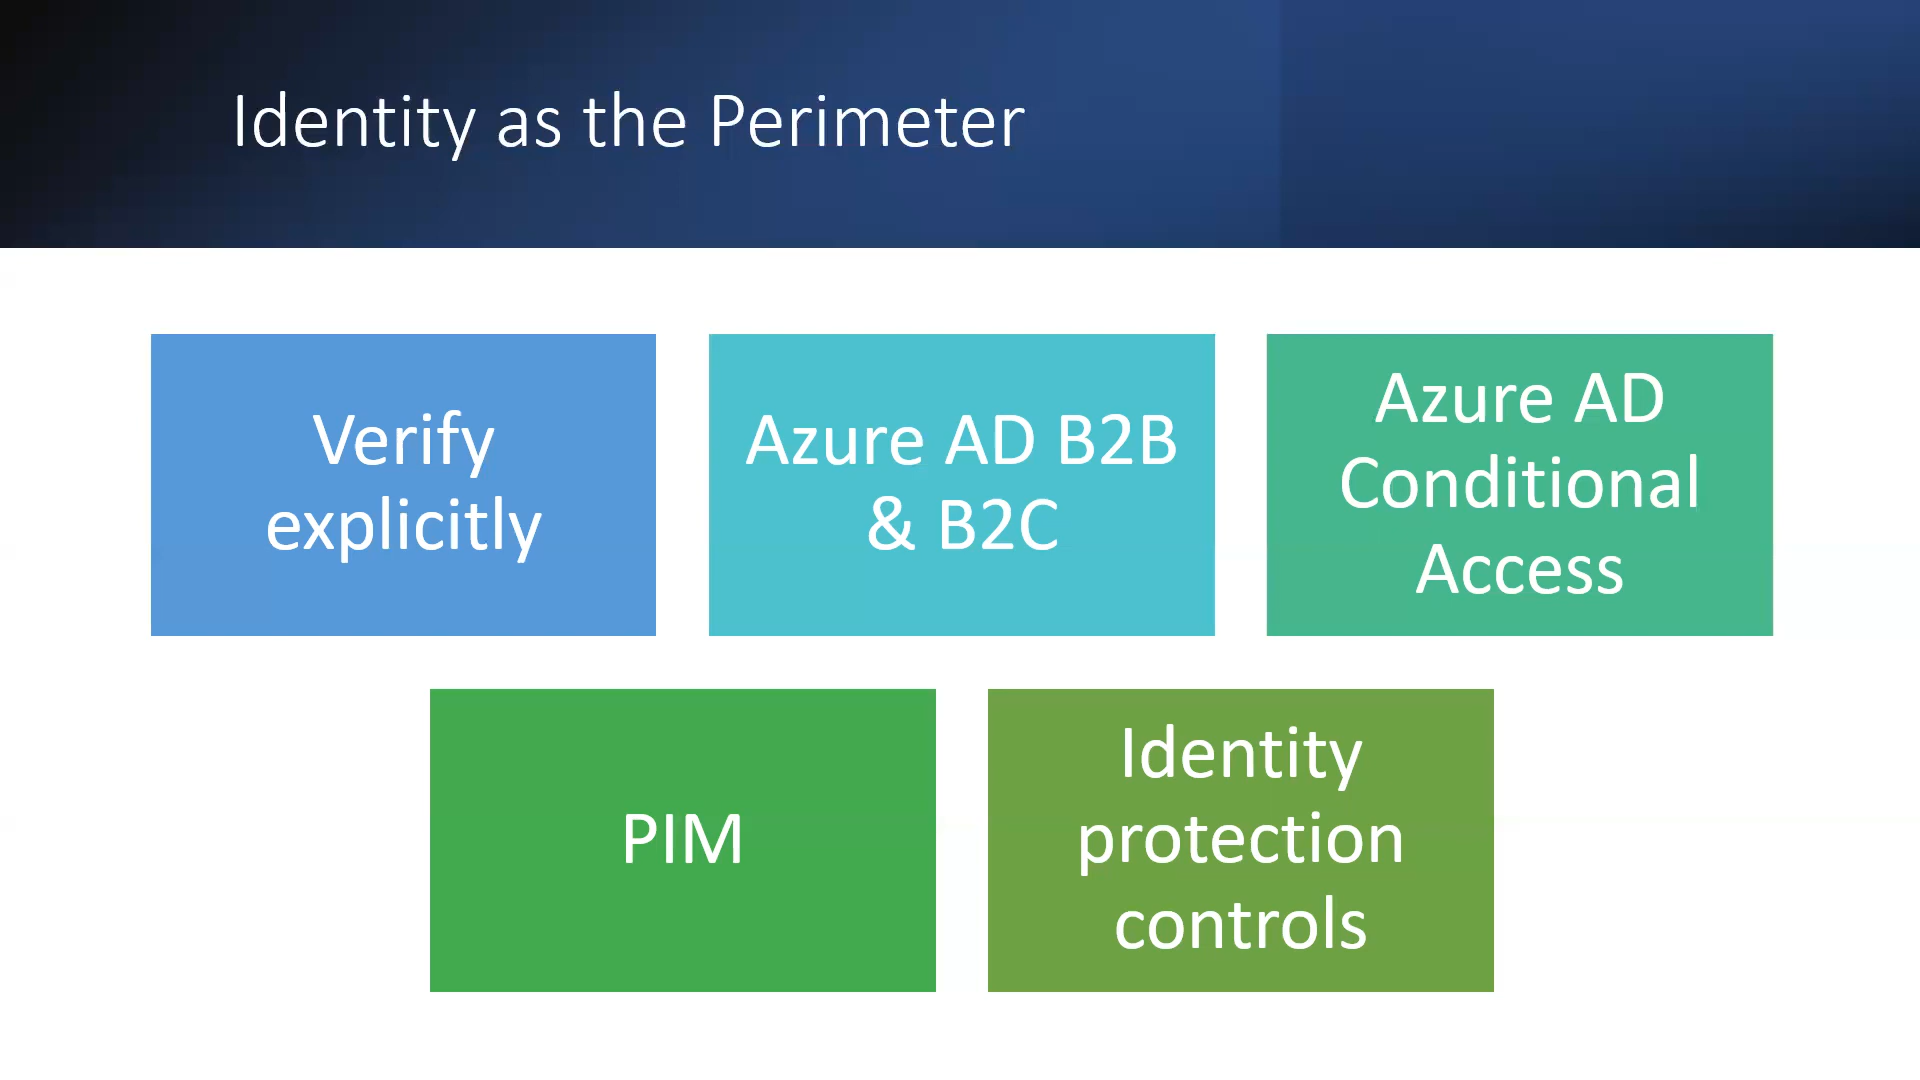 Identity as the Perimeter
Verify
explicitly
Azure AD B2B
& B2C
Azure AD
Conditional
Access
PIM
Identity
protection
controls